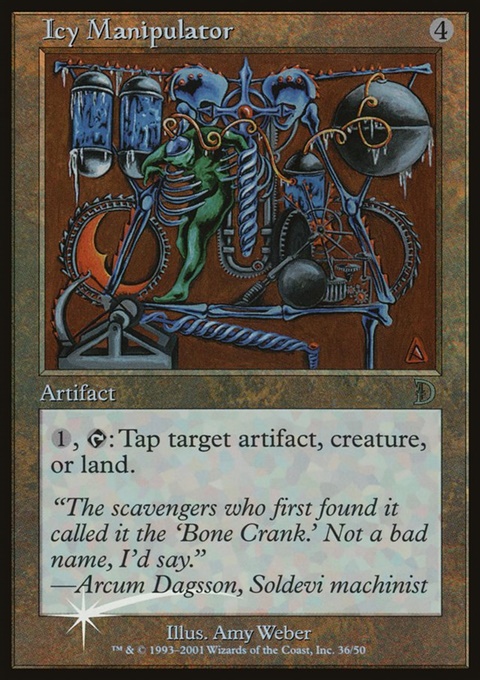 Icy Manipulator 4
Artifact D
1, : Tap target artifact, creature,
or land.
“The scavengers who first found it
called it the ‘Bone Crank.’ Not a bad
name, I’d say.”
—Arcum Dagsson, Soldevi machinist
Illus. Amy Weber
™ & © 1993–2001 Wizards of the Coast, Inc. 36/50